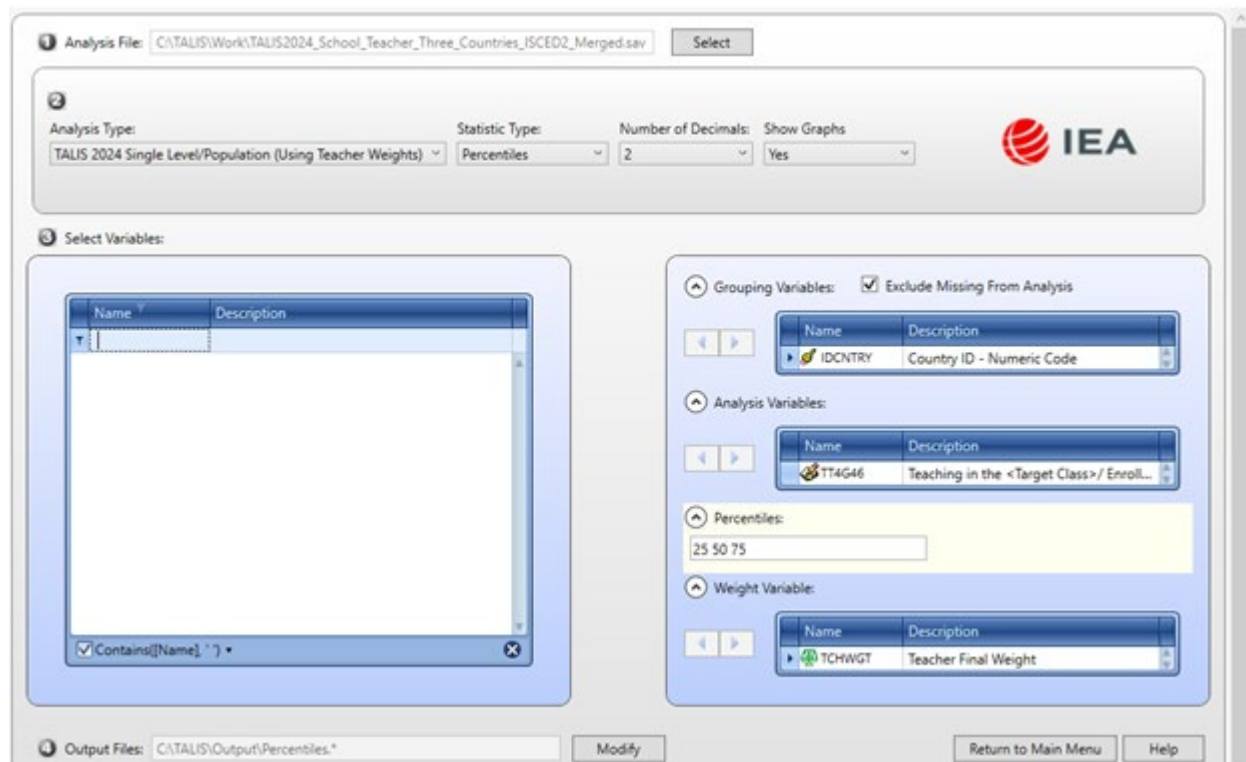 1 Analysis File: C:\TALIS\Work\TALIS2024_School_Teacher_Three_Countries_ISCED2_Merged.sav Select
2
Analysis Type: Statistic Type: Number of Decimals: Show Graphs
TALIS 2024 Single Level/Population (Using Teacher Weights) Percentiles 2 Yes
IEA
3 Select Variables:
Name Description
Contains([Name], ' ')
Grouping Variables: Exclude Missing From Analysis
Name Description
IDCNTRY Country ID - Numeric Code
Analysis Variables:
Name Description
TT4G46 Teaching in the <Target Class>/ Enroll...
Percentiles:
25 50 75
Weight Variable:
Name Description
TCHWGT Teacher Final Weight
4 Output Files: C:\TALIS\Output\Percentiles.* Modify Return to Main Menu Help